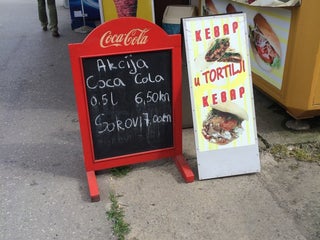 Coca-Cola
Akcija
Coca Cola
0.5l 6,50kn
Sokovi 7.00kn
KEBAP
u TORTILJI
KEBAP